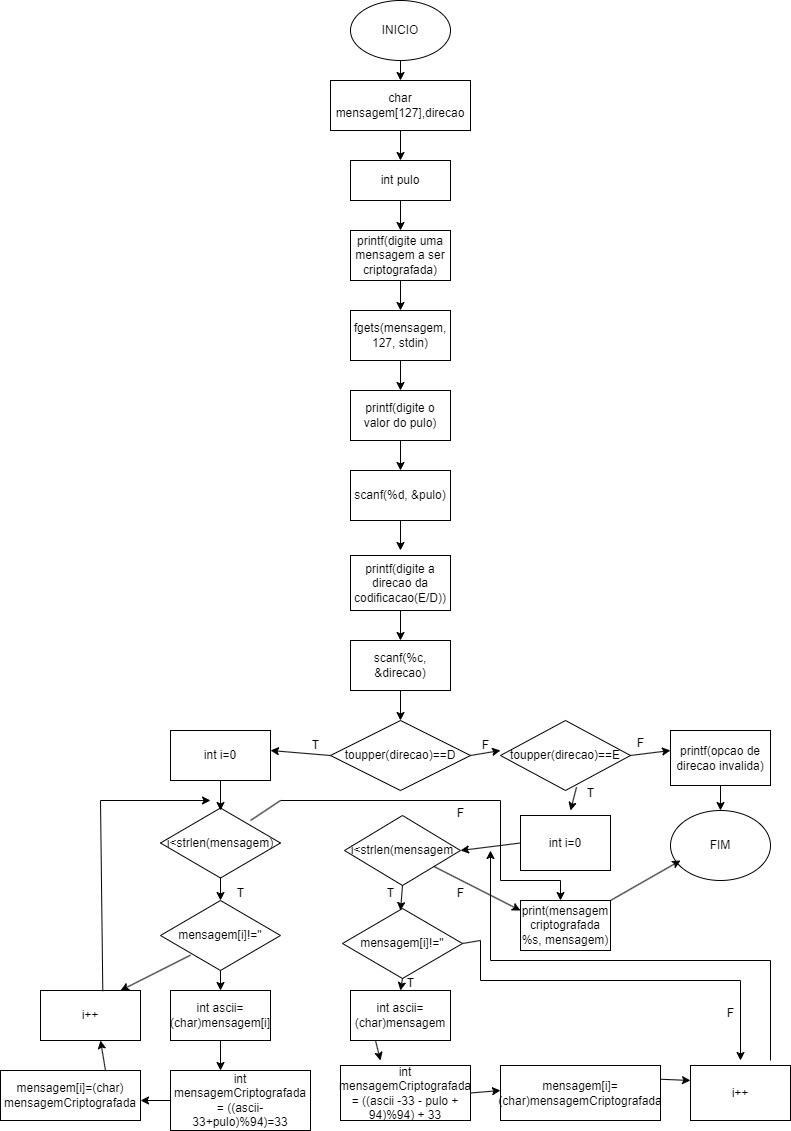 INICIO
char
mensagem[127],direcao
int pulo
printf(digite uma
mensagem a ser
criptografada)
fgets(mensagem,
127, stdin)
printf(digite o
valor do pulo)
scanf(%d, &pulo)
printf(digite a
direcao da
codificacao(E/D))
scanf(%c,
&direcao)
int i=0
T
toupper(direcao)==D
F
toupper(direcao)==E
F
printf(opcao de
direcao invalida)
T
i<strlen(mensagem)
F
i<strlen(mensagem
int i=0
FIM
T
T
F
print(mensagem
criptografada
%s, mensagem)
mensagem[i]!=''
mensagem[i]!=''
T
i++
int ascii=
(char)mensagem[i]
int ascii=
(char)mensagem
F
mensagem[i]=(char)
mensagemCriptografada
int
mensagemCriptografada
= ((ascii-
33+pulo)%94)=33
int
mensagemCriptografada
= ((ascii -33 - pulo +
94)%94) + 33
mensagem[i]=
(char)mensagemCriptografada
i++